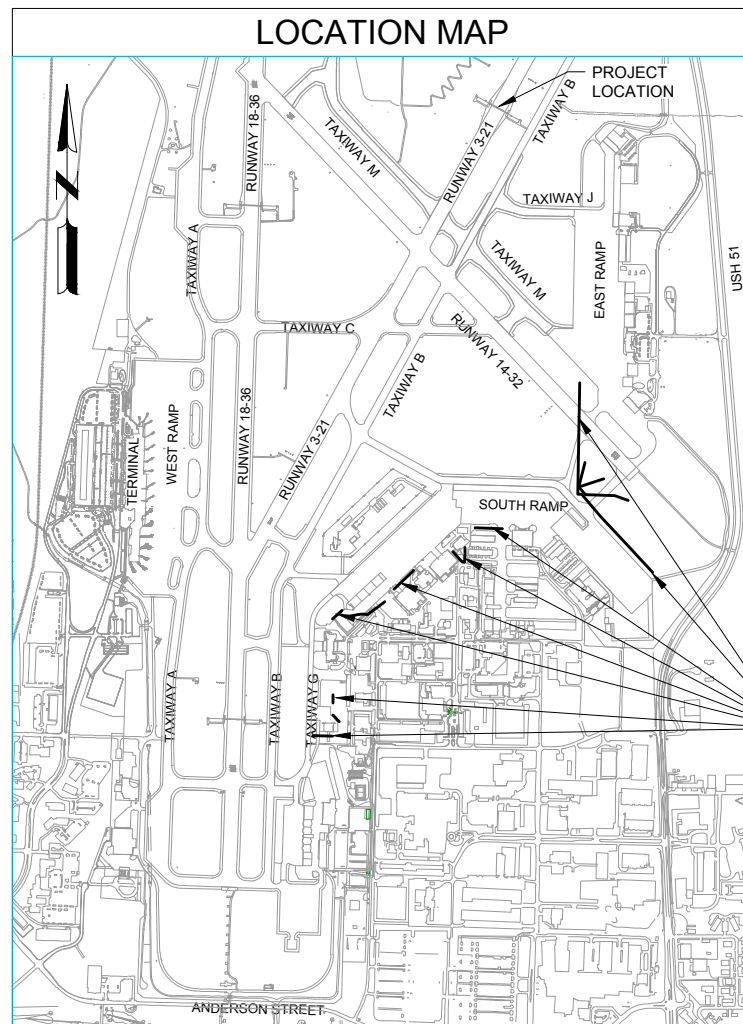 LOCATION MAP
PROJECT
LOCATION
RUNWAY 18-36
TAXIWAY M
RUNWAY 3-21
TAXIWAY B
TAXIWAY J
TAXIWAY A
TAXIWAY M
EAST RAMP
USH 51
TAXIWAY C
RUNWAY 14-32
TAXIWAY B
WEST RAMP
TERMINAL
RUNWAY 18-36
RUNWAY 3-21
SOUTH RAMP
TAXIWAY A
TAXIWAY B
TAXIWAY G
ANDERSON STREET
N